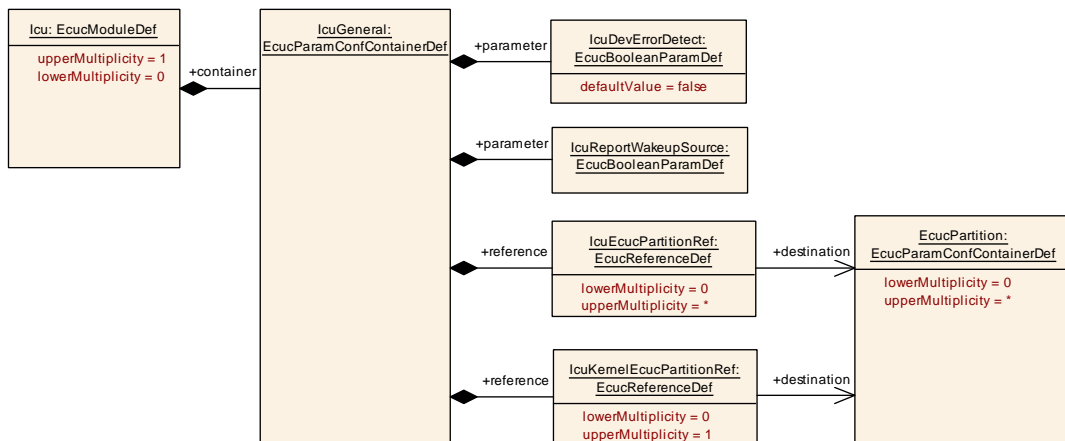 Icu: EcucModuleDef
upperMultiplicity = 1
lowerMultiplicity = 0
+container
IcuGeneral:
EcucParamConfContainerDef
+parameter
IcuDevErrorDetect:
EcucBooleanParamDef
defaultValue = false
+parameter
IcuReportWakeupSource:
EcucBooleanParamDef
+reference
IcuEcucPartitionRef:
EcucReferenceDef
lowerMultiplicity = 0
upperMultiplicity = *
+destination
EcucPartition:
EcucParamConfContainerDef
lowerMultiplicity = 0
upperMultiplicity = *
+reference
IcuKernelEcucPartitionRef:
EcucReferenceDef
lowerMultiplicity = 0
upperMultiplicity = 1
+destination